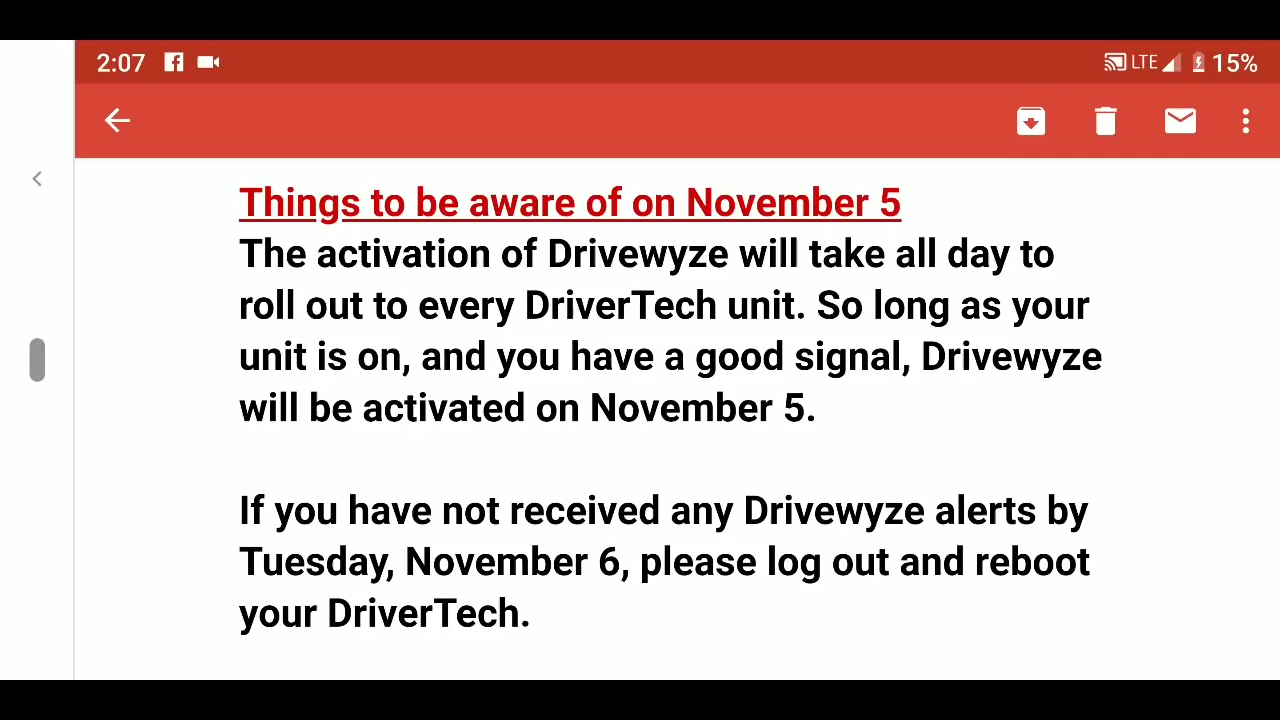 2:07 LTE 15%
Things to be aware of on November 5
The activation of Drivewyze will take all day to
roll out to every DriverTech unit. So long as your
unit is on, and you have a good signal, Drivewyze
will be activated on November 5.
If you have not received any Drivewyze alerts by
Tuesday, November 6, please log out and reboot
your DriverTech.